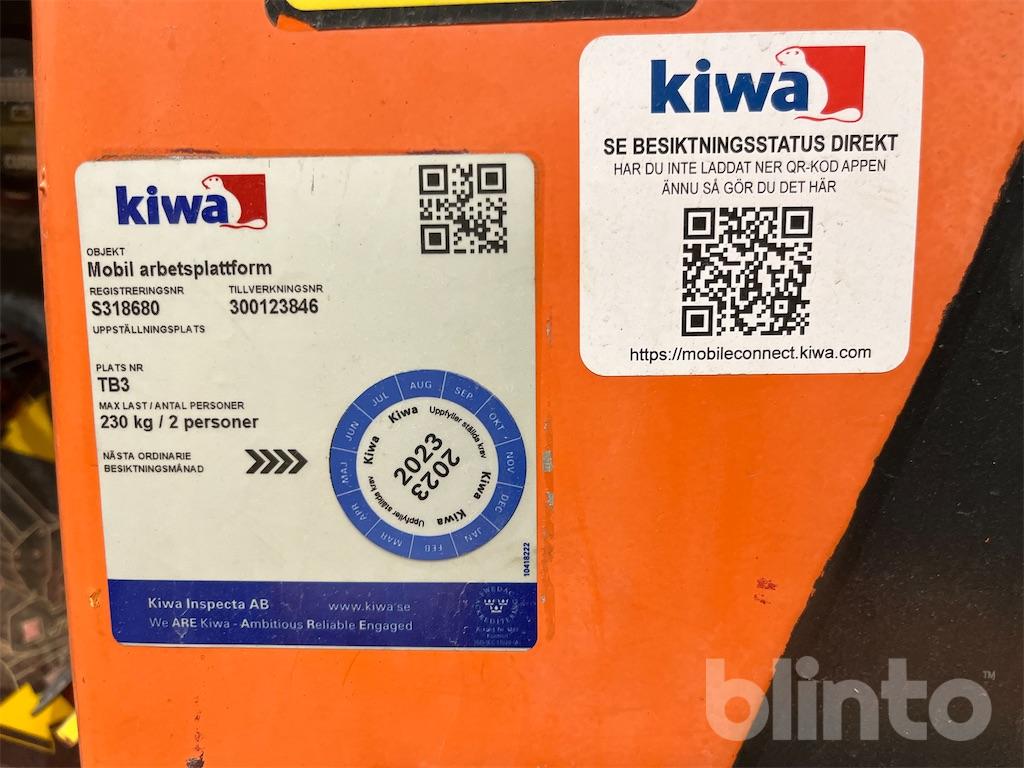 kiwa
OBJEKT
Mobil arbetsplattform
REGISTRERINGSNR TILLVERKNINGSNR
S318680 300123846
UPPSTÄLLNINGSPLATS
PLATS NR
TB3
MAX LAST / ANTAL PERSONER
230 kg / 2 personer
NÄSTA ORDINARIE
BESIKTNINGSMÅNAD
JAN FEB MAR APR MAJ JUN JUL AUG SEP OKT NOV DEC
Kiwa Uppfyller ställda krav Kiwa
Kiwa Uppfyller ställda krav Kiwa
2023
2023
10418222
Kiwa Inspecta AB www.kiwa.se
We ARE Kiwa - Ambitious Reliable Engaged
kiwa
SE BESIKTNINGSSTATUS DIREKT
HAR DU INTE LADDAT NER QR-KOD APPEN
ÄNNU SÅ GÖR DU DET HÄR
https://mobileconnect.kiwa.com
blinto™